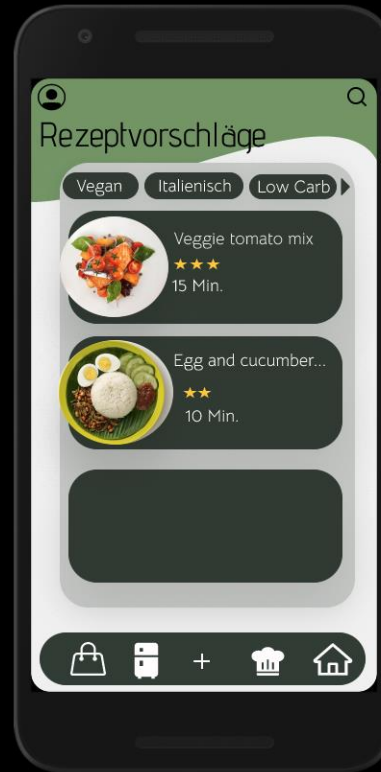 Rezeptvorschläge
Vegan Italienisch Low Carb
Veggie tomato mix
15 Min.
Egg and cucumber...
10 Min.